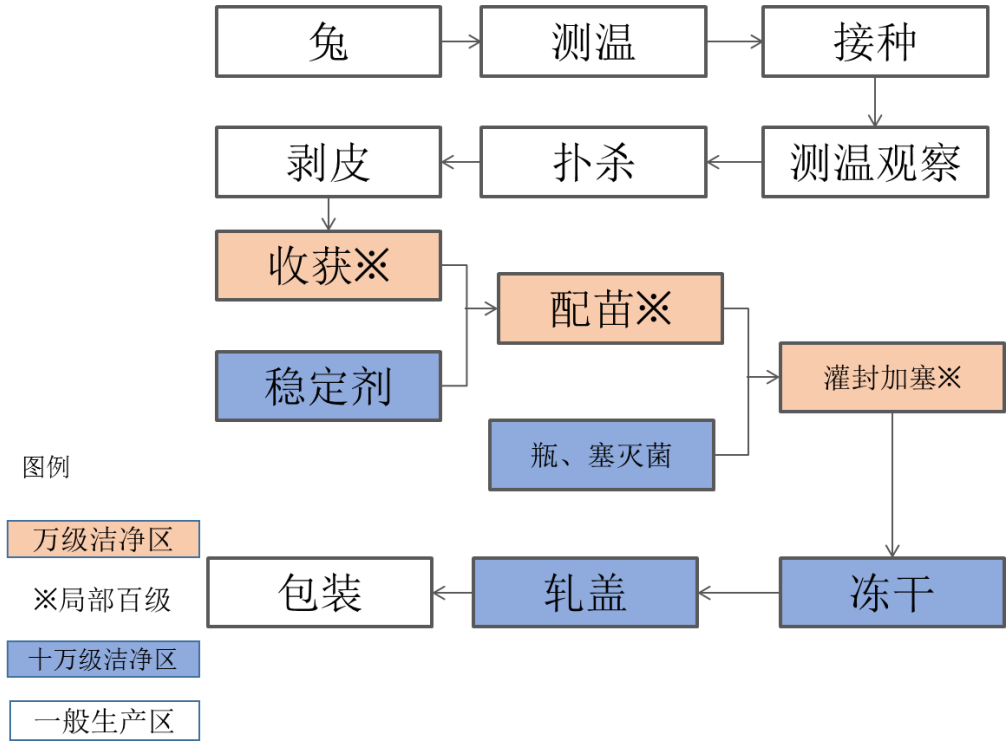 兔
测温
接种
测温观察
扑杀
剥皮
收获※
配苗※
稳定剂
灌封加塞※
瓶、塞灭菌
冻干
轧盖
包装
图例
万级洁净区
※局部百级
十万级洁净区
一般生产区